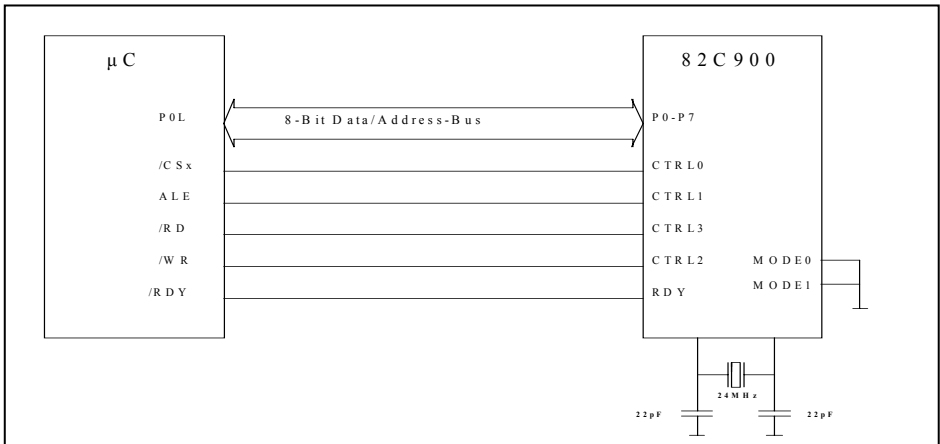 µC
82C900
P0L
8-Bit Data/Address-Bus
P0-P7
/CSx
CTRL0
ALE
CTRL1
/RD
CTRL3
/WR
CTRL2
MODE0
/RDY
RDY
MODE1
24MHz
22pF
22pF